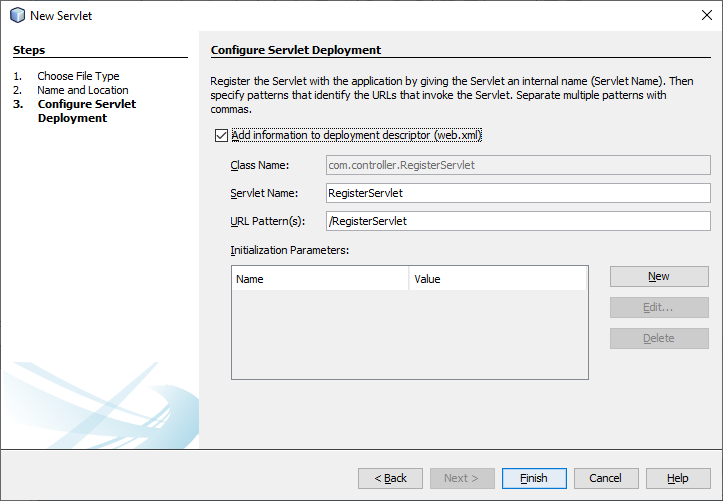 New Servlet
Steps
1. Choose File Type
2. Name and Location
3. Configure Servlet
Deployment
Configure Servlet Deployment
Register the Servlet with the application by giving the Servlet an internal name (Servlet Name). Then
specify patterns that identify the URLs that invoke the Servlet. Separate multiple patterns with
commas.
Add information to deployment descriptor (web.xml)
Class Name: com.controller.RegisterServlet
Servlet Name: RegisterServlet
URL Pattern(s): /RegisterServlet
Initialization Parameters:
Name Value
New
Edit...
Delete
< Back Next > Finish Cancel Help